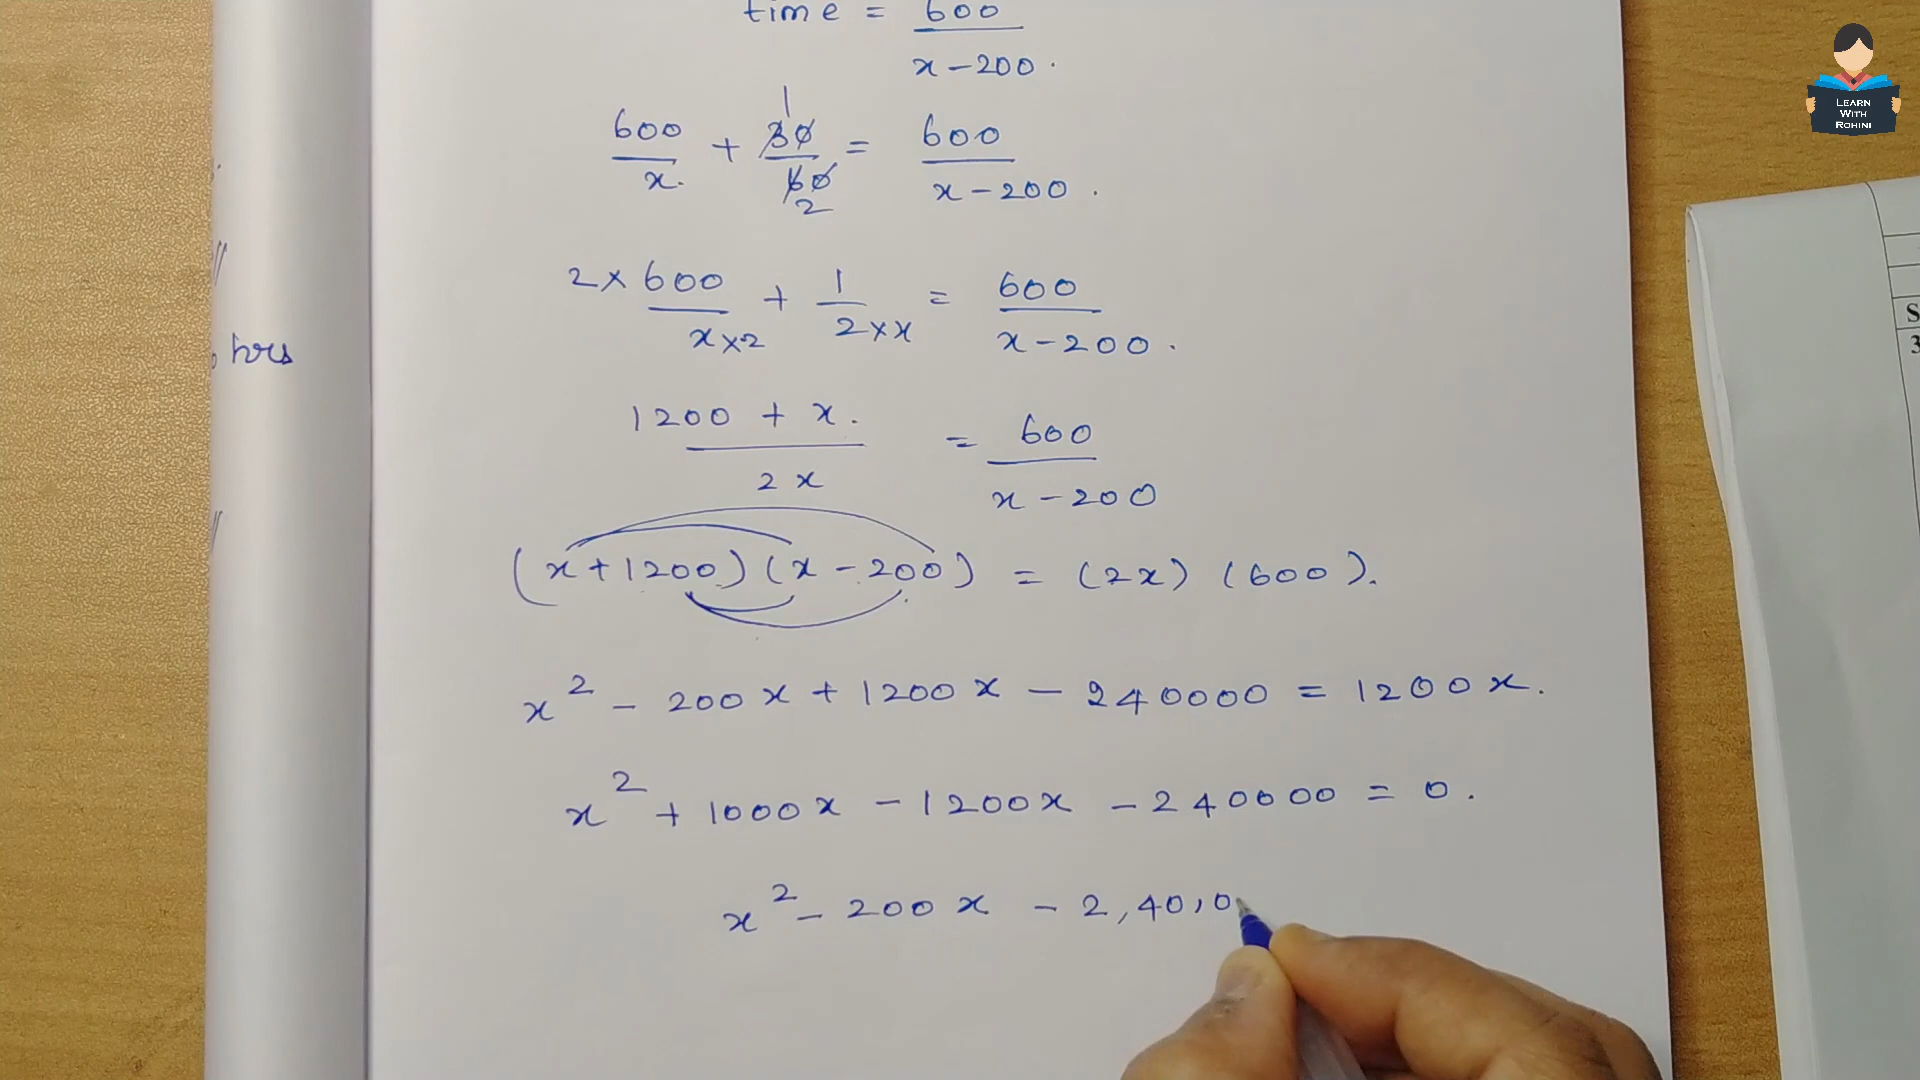 time = 600
x - 200 .
LEARN
WITH
ROHINI
600/x. + 30/60 1 2 = 600/x - 200 .
2 × 600/x×2 + 1/2×x = 600/x - 200 .
hrs
1200 + x. / 2x = 600/x - 200
(x + 1200) (x - 200) = (2x) (600).
x² - 200x + 1200x - 240000 = 1200x.
x² + 1000x - 1200x - 240000 = 0 .
x² - 200x - 2,40,0
S
3